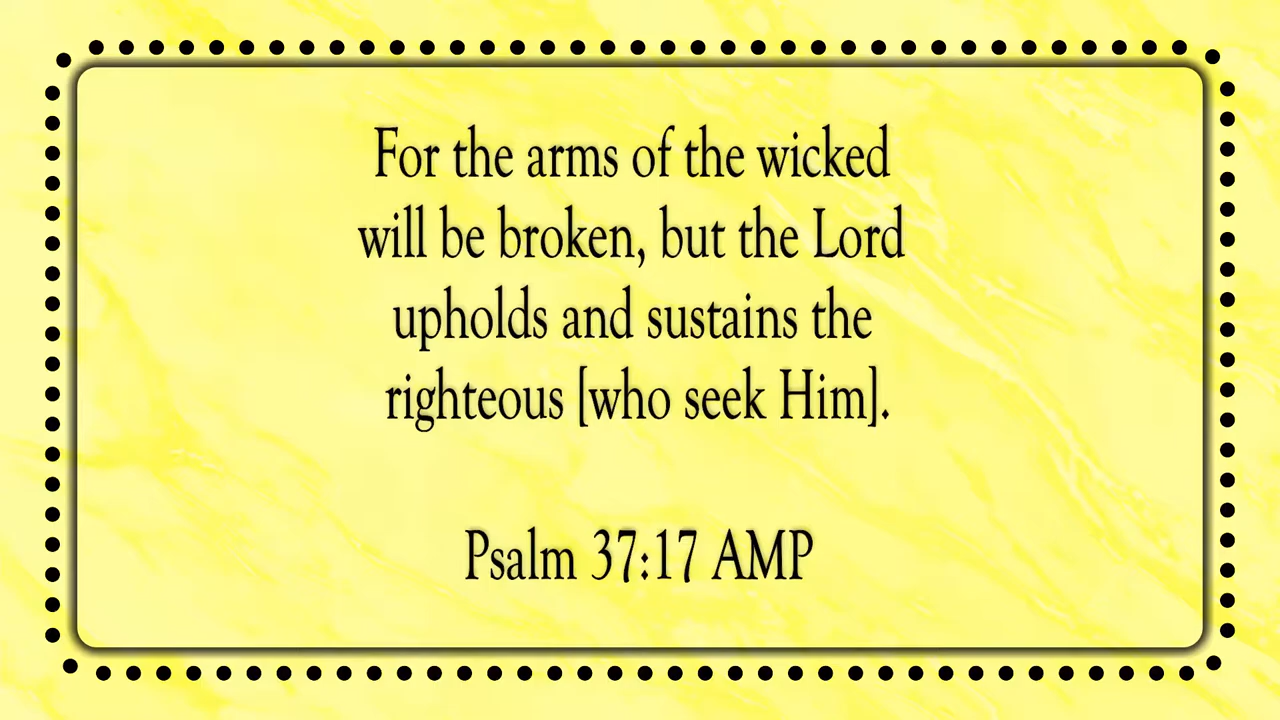 For the arms of the wicked
will be broken, but the Lord
upholds and sustains the
righteous [who seek Him].
Psalm 37:17 AMP